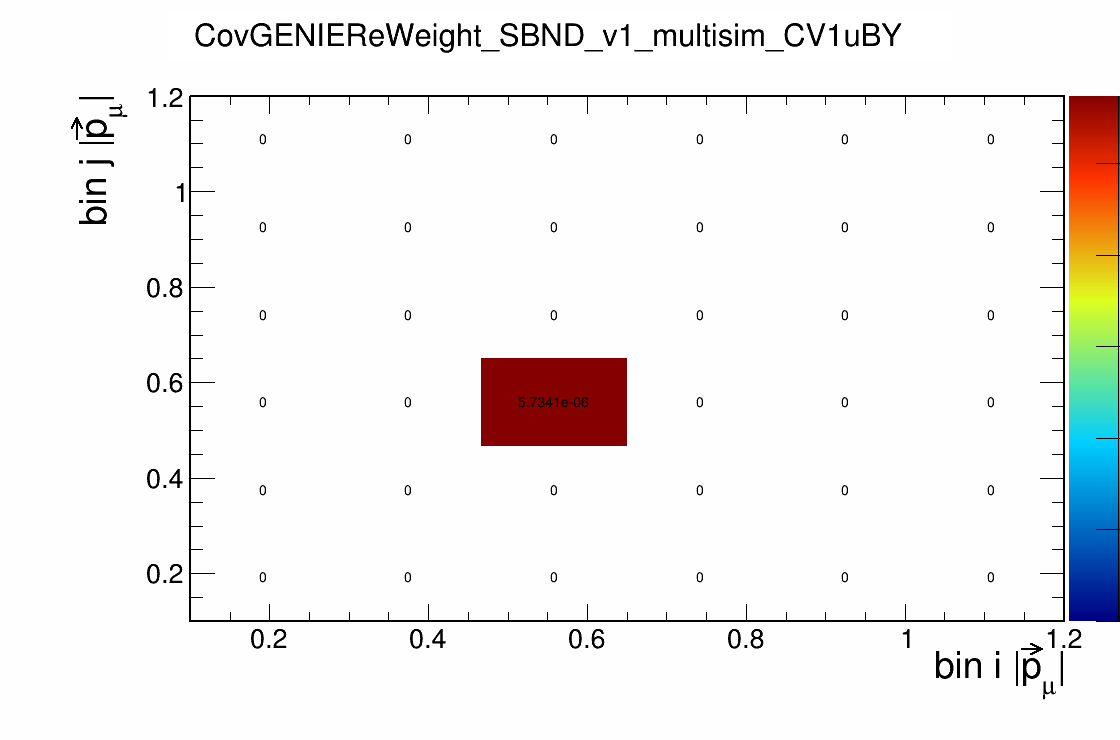 CovGENIEReWeight_SBND_v1_multisim_CV1uBY
bin j |p⃗μ|
1.2
0 0 0 0 0 0
1
0 0 0 0 0 0
0.8
0 0 0 0 0 0
0.6
0 0 5.7341e-06 0 0 0
0.4
0 0 0 0 0 0
0.2
0 0 0 0 0 0
0.2 0.4 0.6 0.8 1 1.2
bin i |p⃗μ|